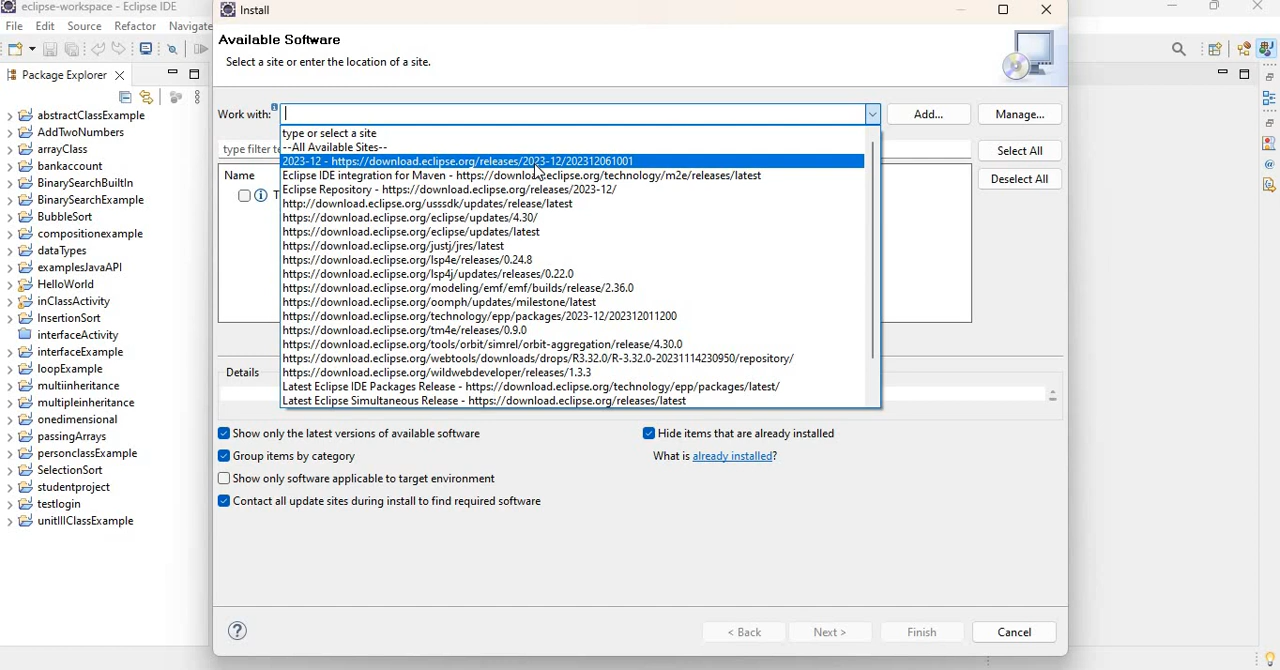 eclipse-workspace - Eclipse IDE
File Edit Source Refactor Navigate
Package Explorer
abstractClassExample
AddTwoNumbers
arrayClass
bankaccount
BinarySearchBuiltIn
BinarySearchExample
BubbleSort
compositionexample
dataTypes
examplesJavaAPI
HelloWorld
inClassActivity
InsertionSort
interfaceActivity
interfaceExample
loopExample
multiinheritance
multipleinheritance
onedimensional
passingArrays
personclassExample
SelectionSort
studentproject
testlogin
unitIIIClassExample
Install
Available Software
Select a site or enter the location of a site.
Work with:
Add...
Manage...
type or select a site
--All Available Sites--
2023-12 - https://download.eclipse.org/releases/2023-12/202312061001
Eclipse IDE integration for Maven - https://download.eclipse.org/technology/m2e/releases/latest
Eclipse Repository - https://download.eclipse.org/releases/2023-12/
http://download.eclipse.org/usssdk/updates/release/latest
https://download.eclipse.org/eclipse/updates/4.30/
https://download.eclipse.org/eclipse/updates/latest
https://download.eclipse.org/justj/jres/latest
https://download.eclipse.org/lsp4e/releases/0.24.8
https://download.eclipse.org/lsp4j/updates/releases/0.22.0
https://download.eclipse.org/modeling/emf/emf/builds/release/2.36.0
https://download.eclipse.org/oomph/updates/milestone/latest
https://download.eclipse.org/technology/epp/packages/2023-12/202312011200
https://download.eclipse.org/tm4e/releases/0.9.0
https://download.eclipse.org/tools/orbit/simrel/orbit-aggregation/release/4.30.0
https://download.eclipse.org/webtools/downloads/drops/R3.32.0/R-3.32.0-20231114230950/repository/
https://download.eclipse.org/wildwebdeveloper/releases/1.3.3
Latest Eclipse IDE Packages Release - https://download.eclipse.org/technology/epp/packages/latest/
Latest Eclipse Simultaneous Release - https://download.eclipse.org/releases/latest
type filter te
Select All
Deselect All
Name
T
Details
Show only the latest versions of available software
Hide items that are already installed
Group items by category
What is already installed?
Show only software applicable to target environment
Contact all update sites during install to find required software
< Back
Next >
Finish
Cancel